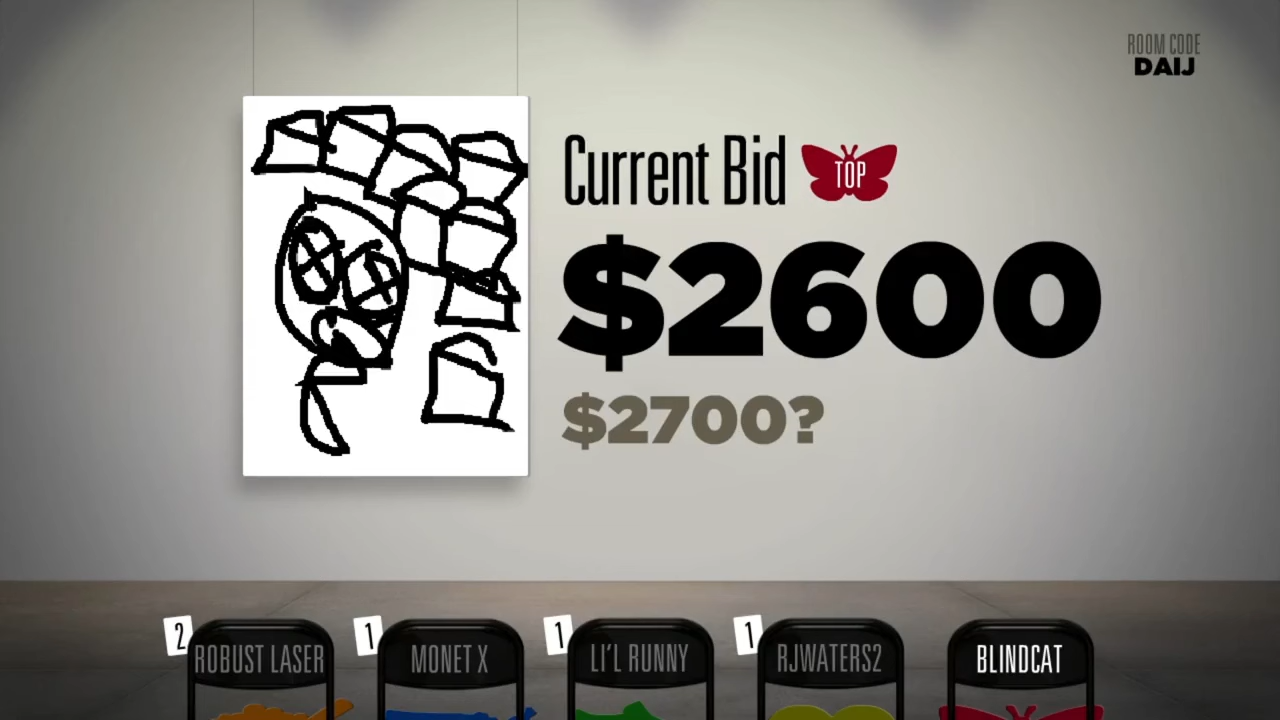 ROOM CODE
DAIJ
Current Bid TOP
$2600
$2700?
2 1 1 1
ROBUST LASER MONET X LI'L RUNNY RJWATERS2 BLINDCAT